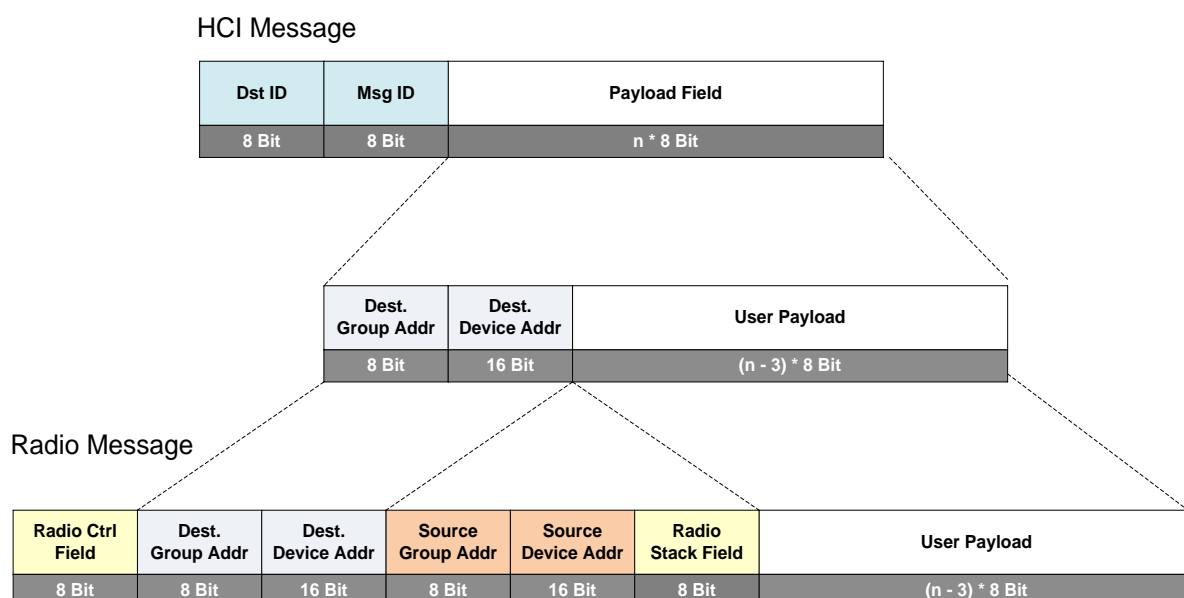 HCI Message
Dst ID Msg ID Payload Field
8 Bit 8 Bit n * 8 Bit
Dest. Dest. User Payload
Group Addr Device Addr
8 Bit 16 Bit (n - 3) * 8 Bit
Radio Message
Radio Ctrl Dest. Dest. Source Source Radio User Payload
Field Group Addr Device Addr Group Addr Device Addr Stack Field
8 Bit 8 Bit 16 Bit 8 Bit 16 Bit 8 Bit (n - 3) * 8 Bit